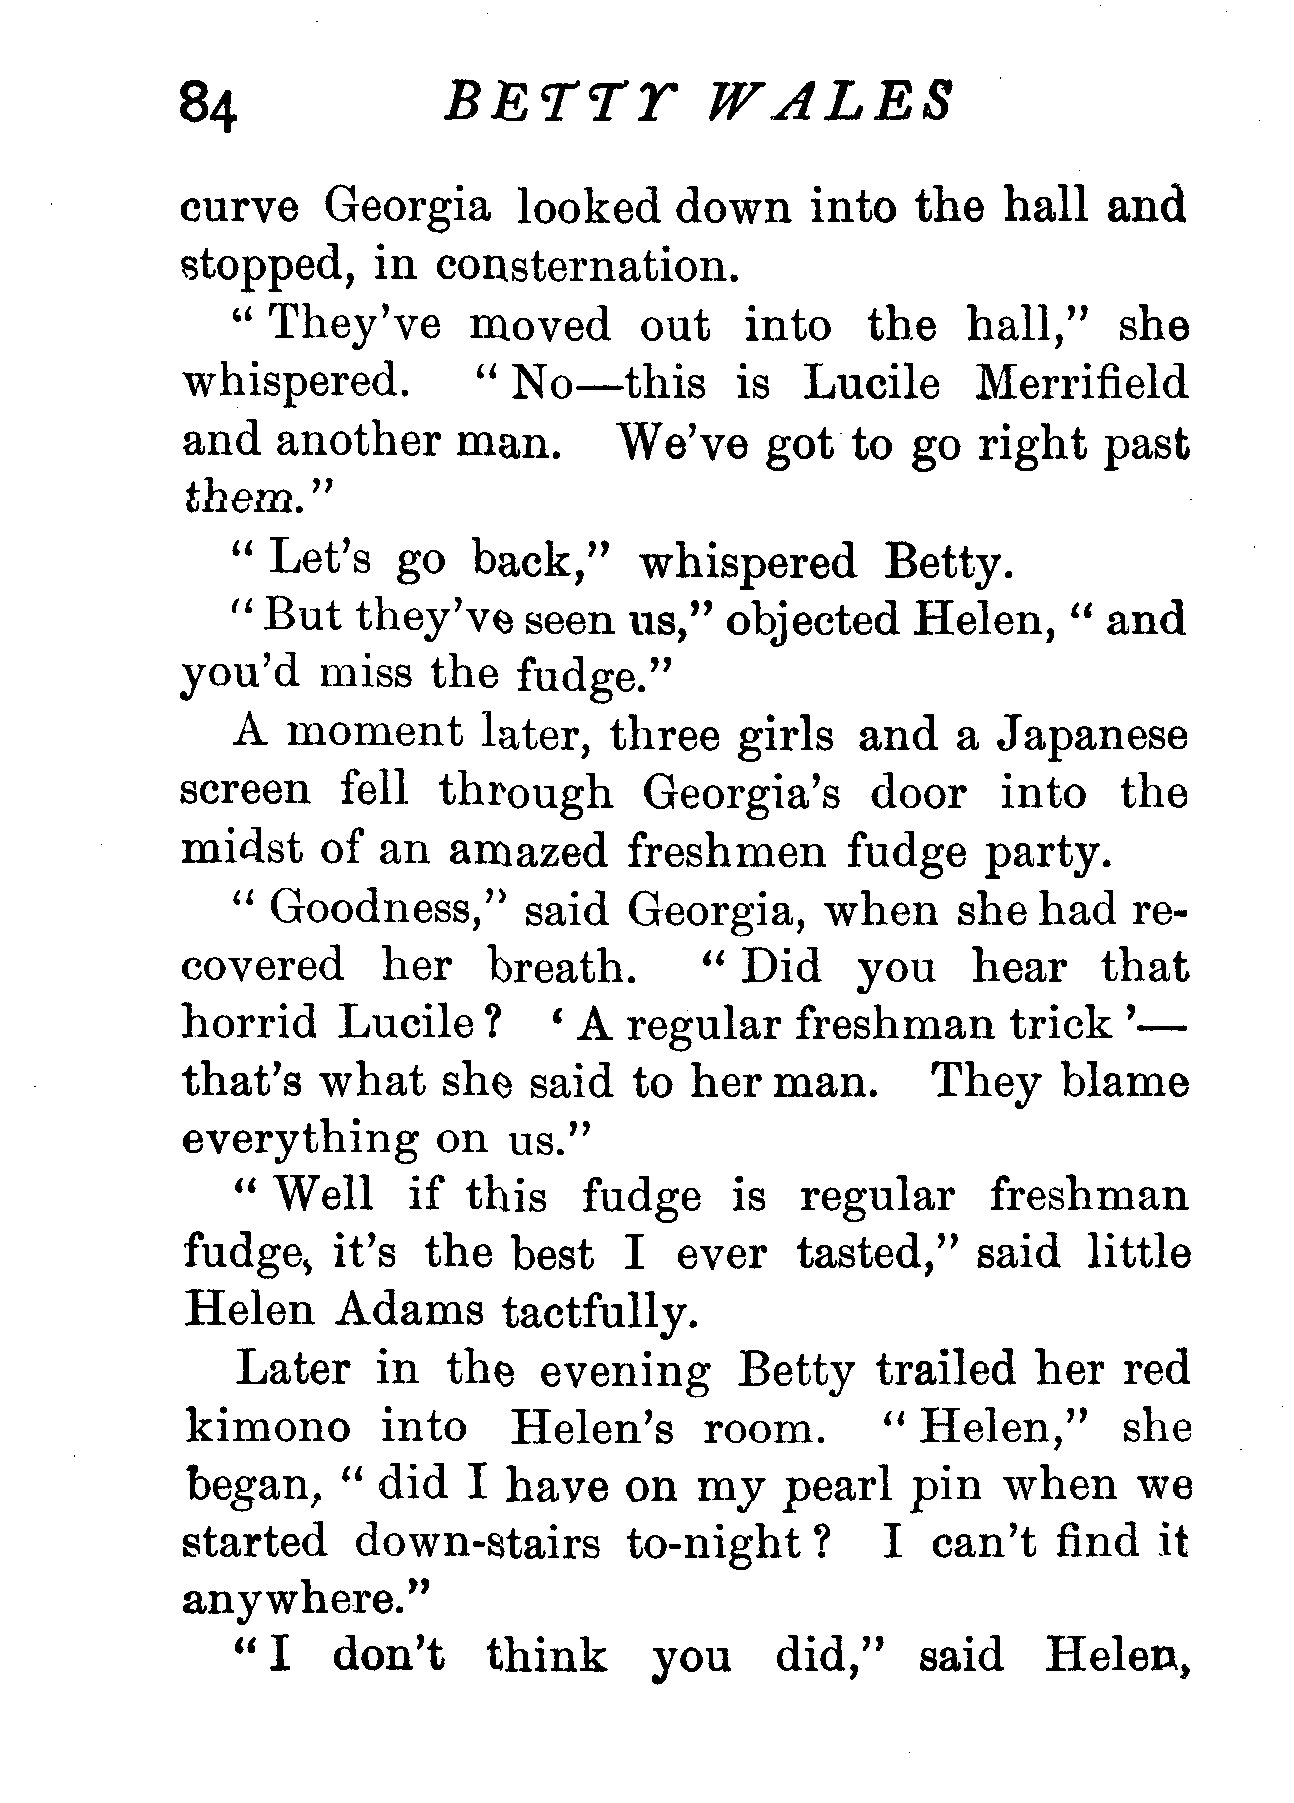 84 BETTY WALES
curve Georgia looked down into the hall and
stopped, in consternation.
“ They’ve moved out into the hall,” she
whispered. “ No—this is Lucile Merrifield
and another man. We’ve got to go right past
them.”
“ Let’s go back,” whispered Betty.
“ But they’ve seen us,” objected Helen, “ and
you’d miss the fudge.”
A moment later, three girls and a Japanese
screen fell through Georgia’s door into the
midst of an amazed freshmen fudge party.
“ Goodness,” said Georgia, when she had re-
covered her breath. “ Did you hear that
horrid Lucile ? ‘ A regular freshman trick ’—
that’s what she said to her man. They blame
everything on us.”
“ Well if this fudge is regular freshman
fudge, it’s the best I ever tasted,” said little
Helen Adams tactfully.
Later in the evening Betty trailed her red
kimono into Helen’s room. “ Helen,” she
began, “ did I have on my pearl pin when we
started down-stairs to-night ? I can’t find it
anywhere.”
“ I don’t think you did,” said Helen,